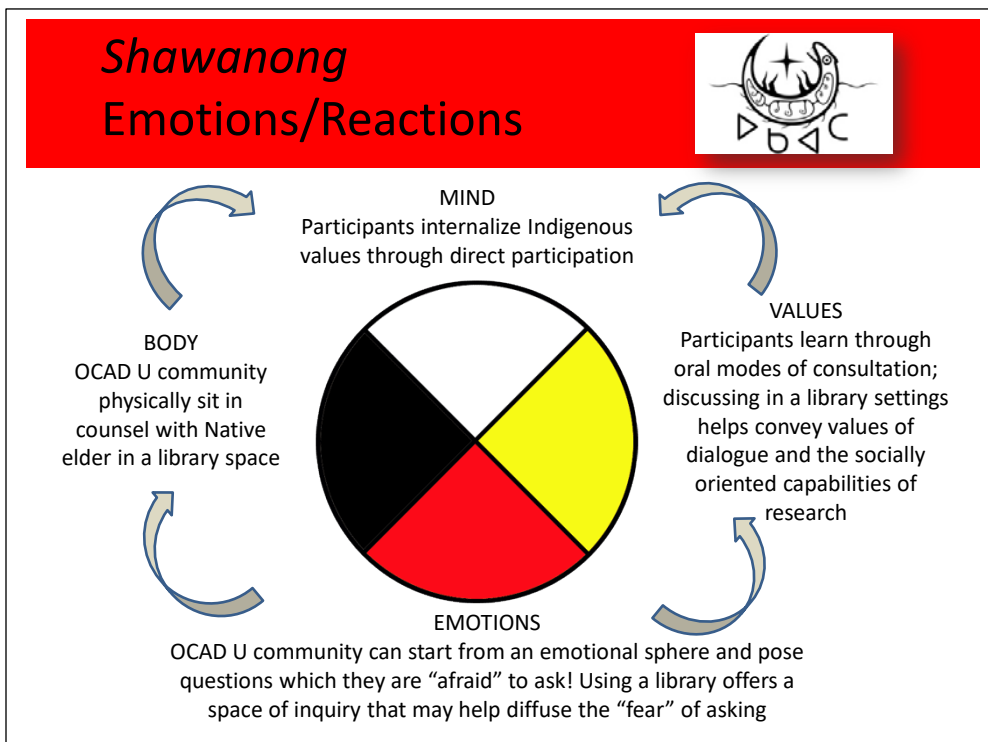 Shawanong
Emotions/Reactions
ᐅ ᑲ ᐊ ᑕ
MIND
Participants internalize Indigenous
values through direct participation
BODY
OCAD U community
physically sit in
counsel with Native
elder in a library space
VALUES
Participants learn through
oral modes of consultation;
discussing in a library settings
helps convey values of
dialogue and the socially
oriented capabilities of
research
EMOTIONS
OCAD U community can start from an emotional sphere and pose
questions which they are “afraid” to ask! Using a library offers a
space of inquiry that may help diffuse the “fear” of asking